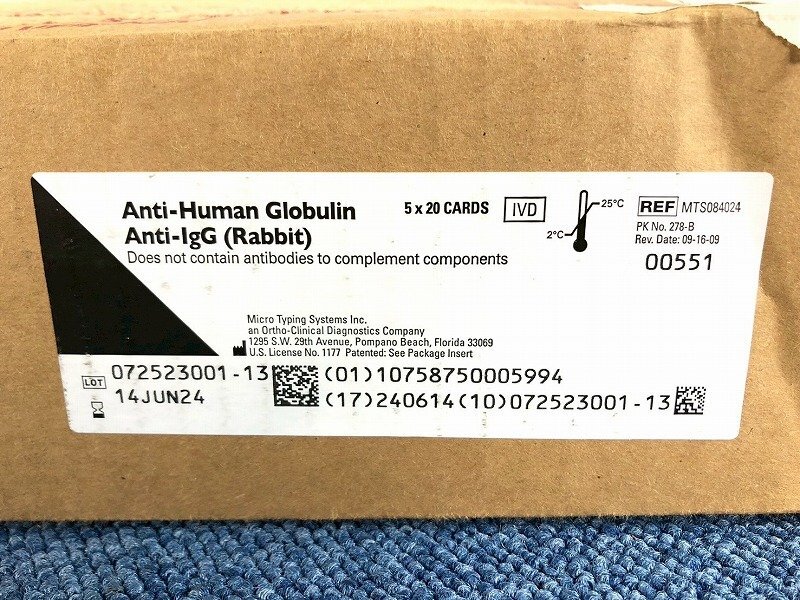 Anti-Human Globulin
Anti-IgG (Rabbit)
Does not contain antibodies to complement components
5 x 20 CARDS
IVD
25°C
2°C
REF MTS084024
PK No. 278-B
Rev. Date: 09-16-09
00551
Micro Typing Systems Inc.
an Ortho-Clinical Diagnostics Company
1295 S.W. 29th Avenue, Pompano Beach, Florida 33069
U.S. License No. 1177 Patented: See Package Insert
LOT 072523001-13
14JUN24
(01)10758750005994
(17)240614(10)072523001-13